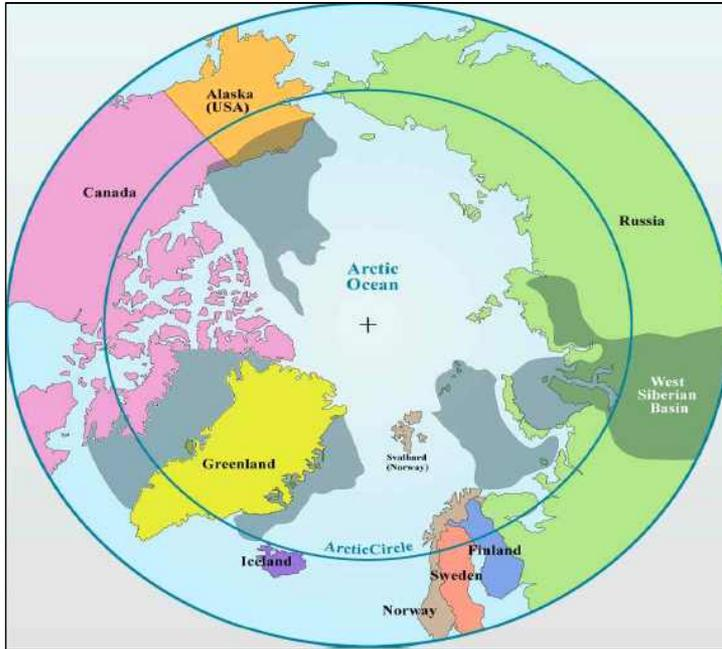 Alaska
(USA)
Canada
Russia
Arctic
Ocean
West
Siberian
Basin
Greenland
Svalbard
(Norway)
ArcticCircle
Iceland
Finland
Sweden
Norway